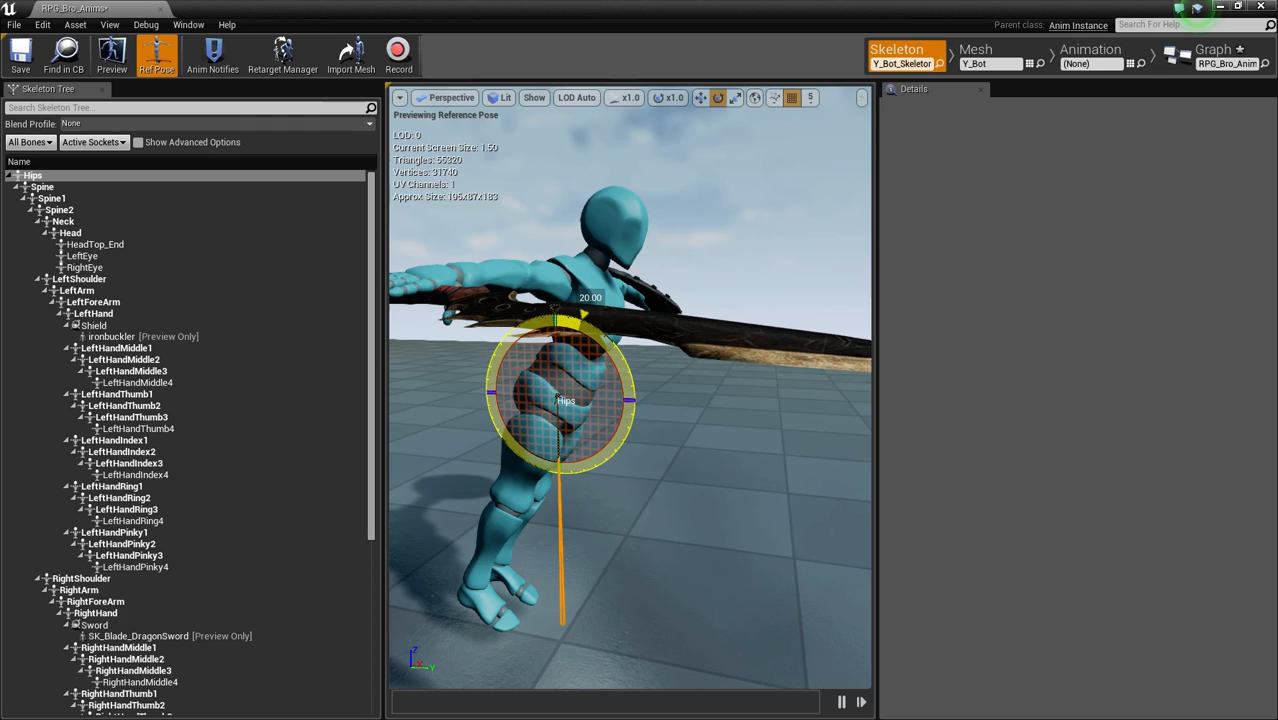 RPG_Bro_Anims*
File Edit Asset View Debug Window Help
Parent class: Anim Instance
Search For Help
Save
Find in CB
Preview
Ref Pose
Anim Notifies
Retarget Manager
Import Mesh
Record
Skeleton
Y_Bot_Skeletor
Mesh
Y_Bot
Animation
(None)
Graph
RPG_Bro_Anim
Skeleton Tree
Search Skeleton Tree...
Blend Profile: None
All Bones Active Sockets Show Advanced Options
Name
Hips
Spine
Spine1
Spine2
Neck
Head
HeadTop_End
LeftEye
RightEye
LeftShoulder
LeftArm
LeftForeArm
LeftHand
Shield
ironbuckler [Preview Only]
LeftHandMiddle1
LeftHandMiddle2
LeftHandMiddle3
LeftHandMiddle4
LeftHandThumb1
LeftHandThumb2
LeftHandThumb3
LeftHandThumb4
LeftHandIndex1
LeftHandIndex2
LeftHandIndex3
LeftHandIndex4
LeftHandRing1
LeftHandRing2
LeftHandRing3
LeftHandRing4
LeftHandPinky1
LeftHandPinky2
LeftHandPinky3
LeftHandPinky4
RightShoulder
RightArm
RightForeArm
RightHand
Sword
SK_Blade_DragonSword [Preview Only]
RightHandMiddle1
RightHandMiddle2
RightHandMiddle3
RightHandMiddle4
RightHandThumb1
RightHandThumb2
Perspective Lit Show LOD Auto x1.0 x1.0 5
Previewing Reference Pose
LOD: 0
Current Screen Size: 1.50
Triangles: 55320
Vertices: 31740
UV Channels: 1
Approx Size: 195x87x183
20.00
Hips
Z
X
Y
Details